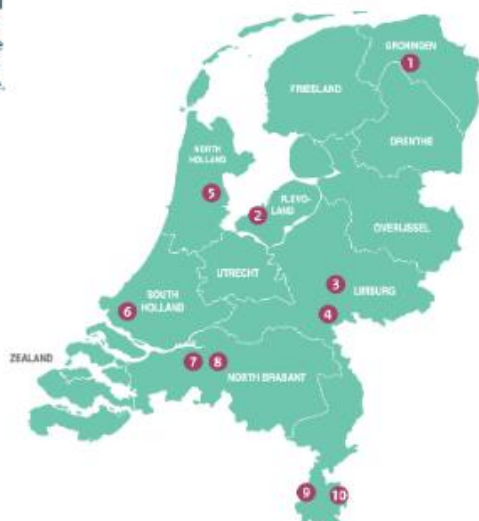 GRONINGEN
1
FRIESLAND
DRENTHE
NORTH
HOLLAND
5
2
FLEVO-
LAND
OVERIJSSEL
UTRECHT
3
LIMBURG
SOUTH
HOLLAND
6
4
ZEALAND
7
8
NORTH BRABANT
9
10